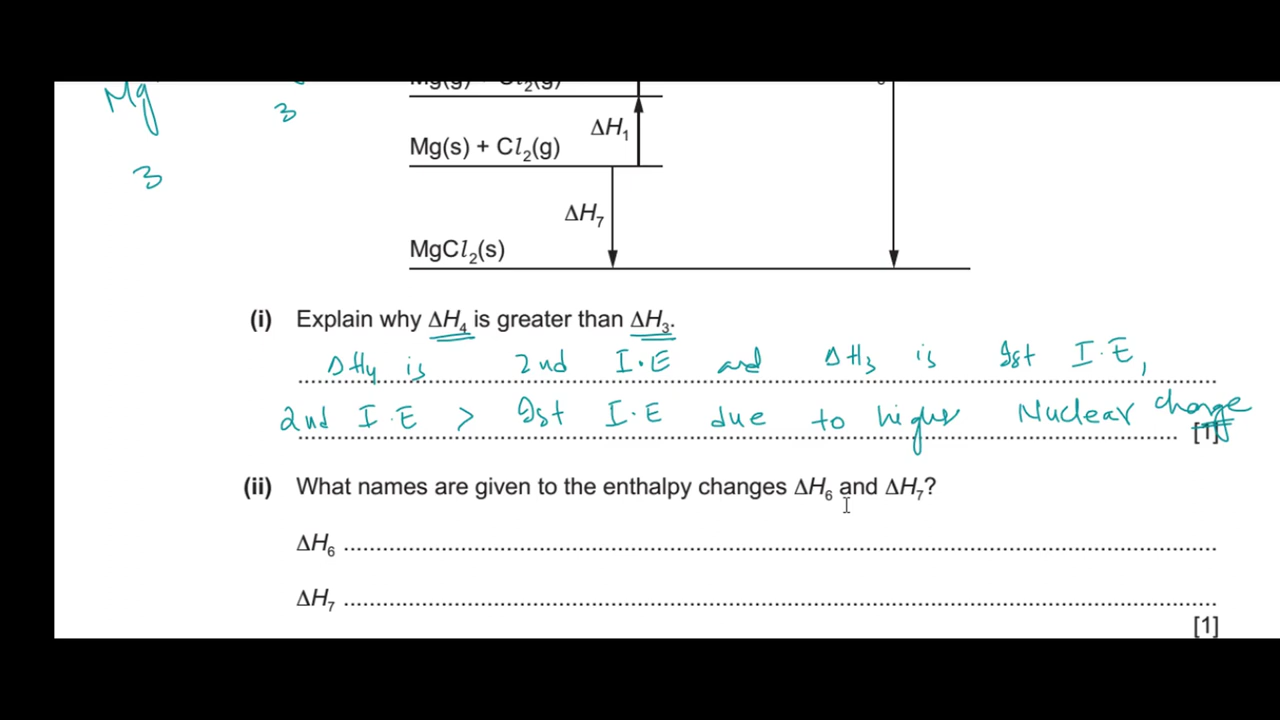 Mg
3
3
Mg(g) + Cl₂(g)
ΔH₁
Mg(s) + Cl₂(g)
ΔH₇
MgCl₂(s)
(i) Explain why ΔH₄ is greater than ΔH₃.
ΔH₄ is 2nd I.E and ΔH₃ is 1st I.E,
2nd I.E > 1st I.E due to higher Nuclear charge
[1]
(ii) What names are given to the enthalpy changes ΔH₆ and ΔH₇?
ΔH₆ ........................................
ΔH₇ ........................................
[1]